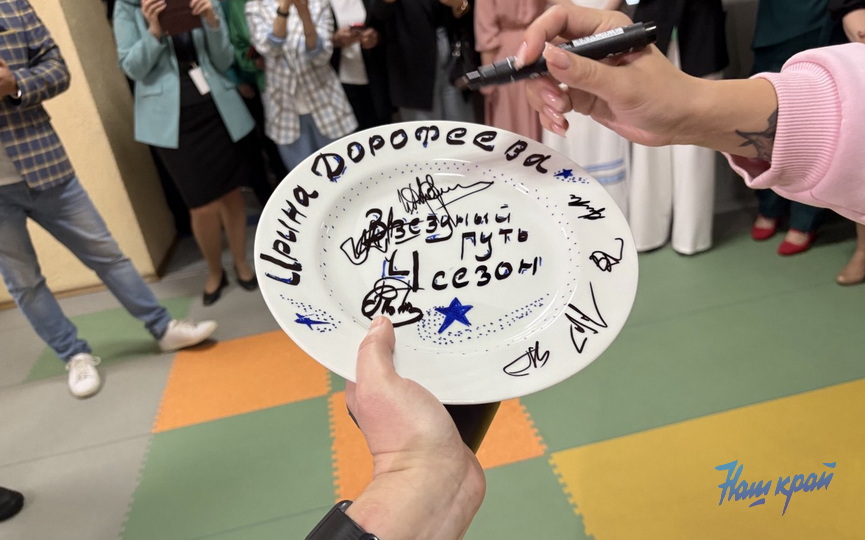 Ирина Дорофеева
Звездный
путь
4 сезон
Наш край